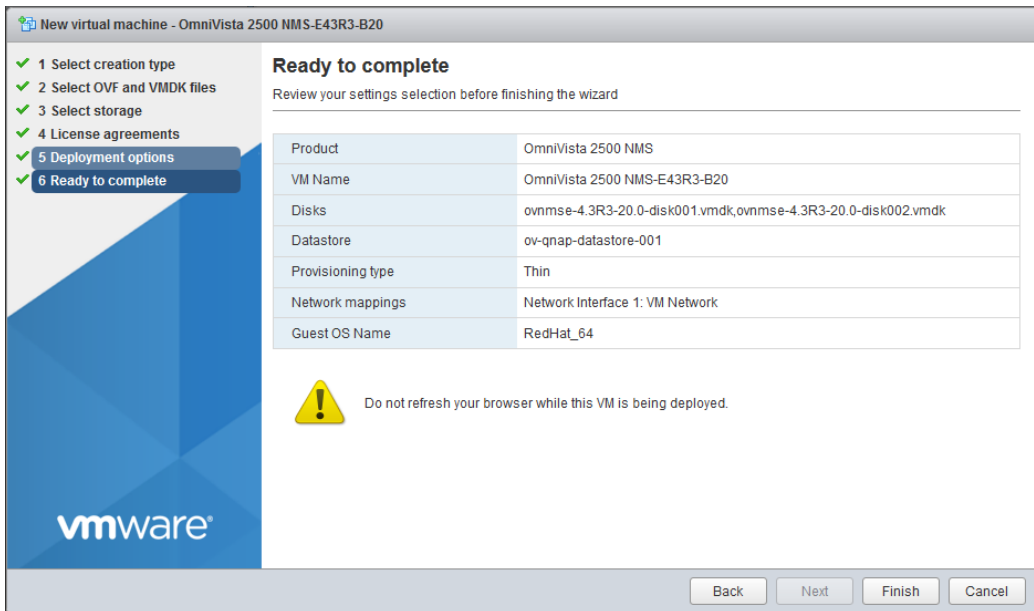 New virtual machine - OmniVista 2500 NMS-E43R3-B20
1 Select creation type
2 Select OVF and VMDK files
3 Select storage
4 License agreements
5 Deployment options
6 Ready to complete
Ready to complete
Review your settings selection before finishing the wizard
Product OmniVista 2500 NMS
VM Name OmniVista 2500 NMS-E43R3-B20
Disks ovnmse-4.3R3-20.0-disk001.vmdk,ovnmse-4.3R3-20.0-disk002.vmdk
Datastore ov-qnap-datastore-001
Provisioning type Thin
Network mappings Network Interface 1: VM Network
Guest OS Name RedHat_64
Do not refresh your browser while this VM is being deployed.
vmware®
Back Next Finish Cancel